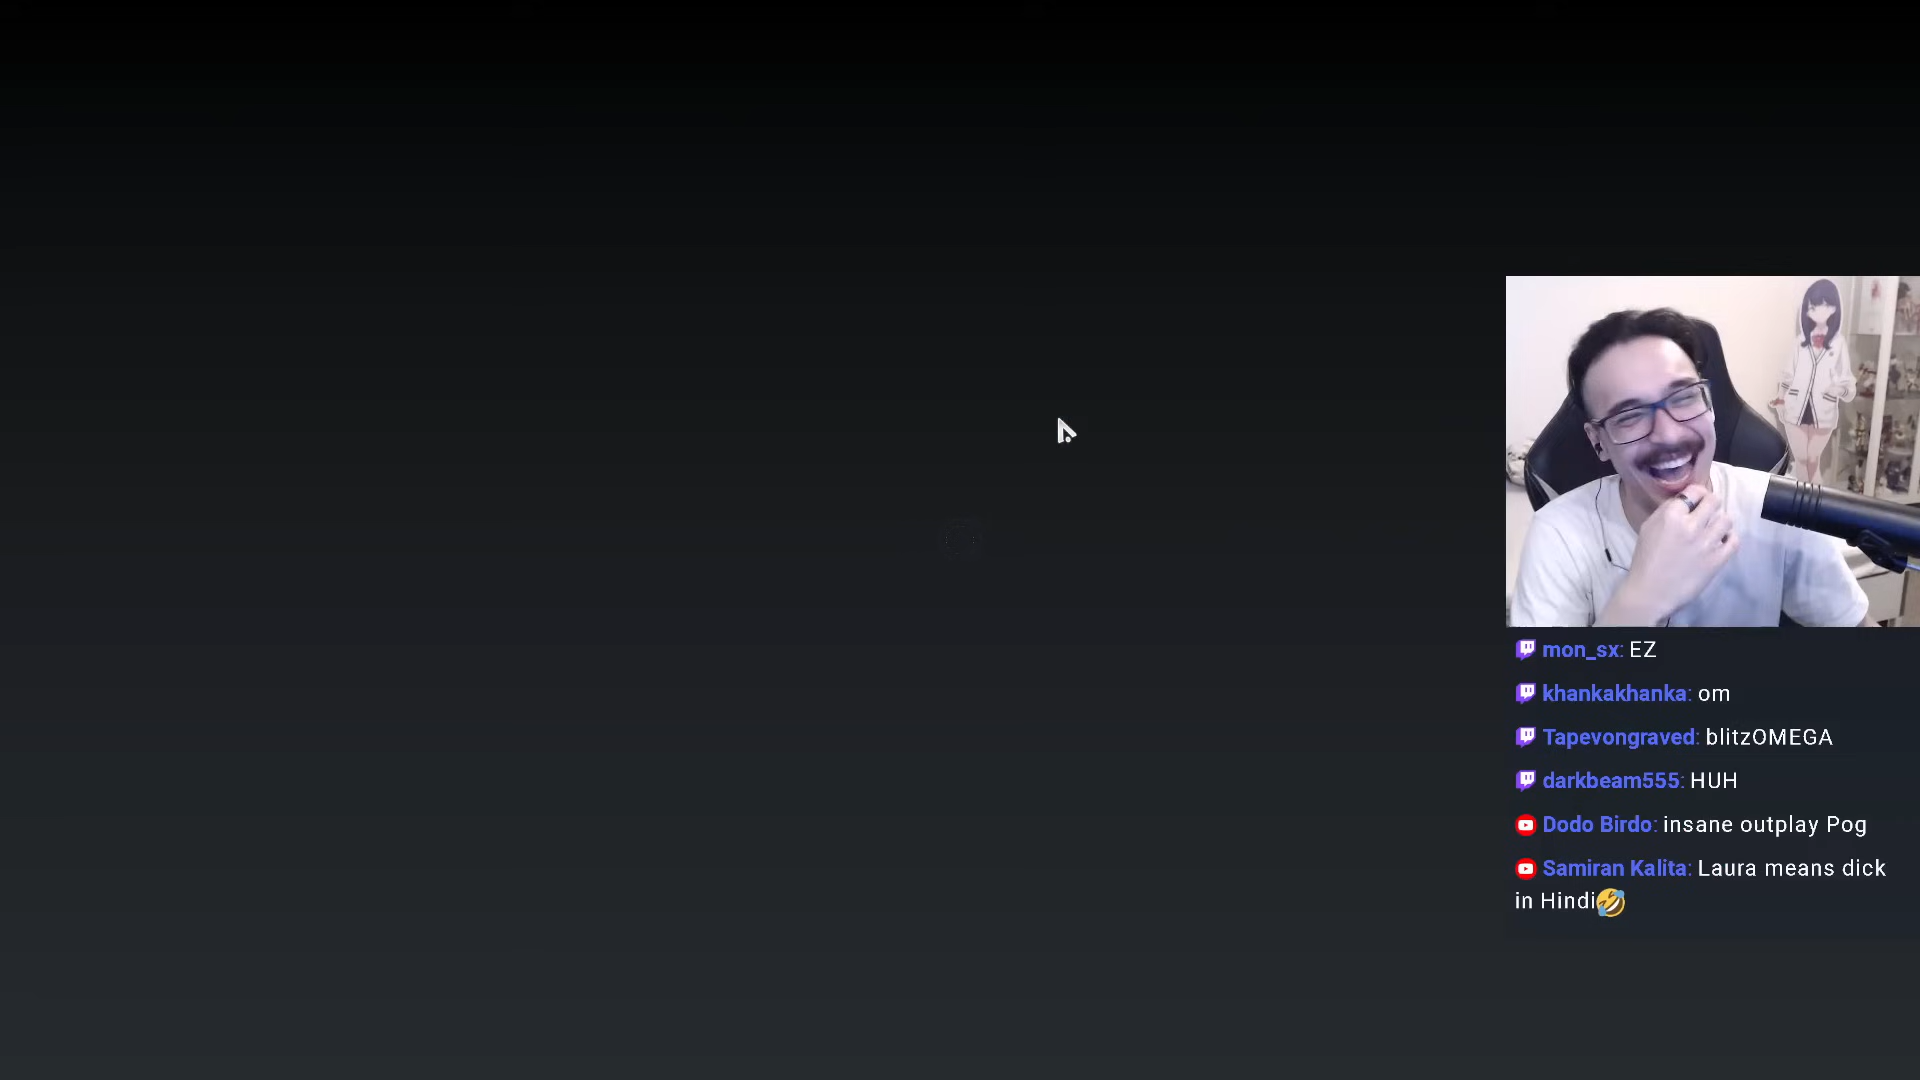 mon_sx: EZ
khankakhanka: om
Tapevongraved: blitzOMEGA
darkbeam555: HUH
Dodo Birdo: insane outplay Pog
Samiran Kalita: Laura means dick
in Hindi🤣